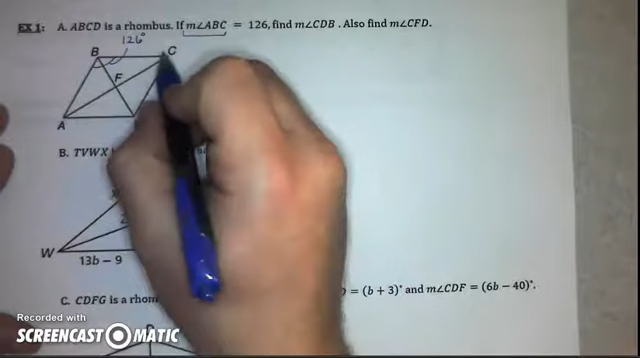 EX 1: A. ABCD is a rhombus. If m∠ABC = 126, find m∠CDB. Also find m∠CFD.
126°
B C
F
A
B. TVWX
W
13b − 9
= (b + 3)° and m∠CDF = (6b − 40)°.
C. CDFG is a rhom
Recorded with
SCREENCAST MATIC